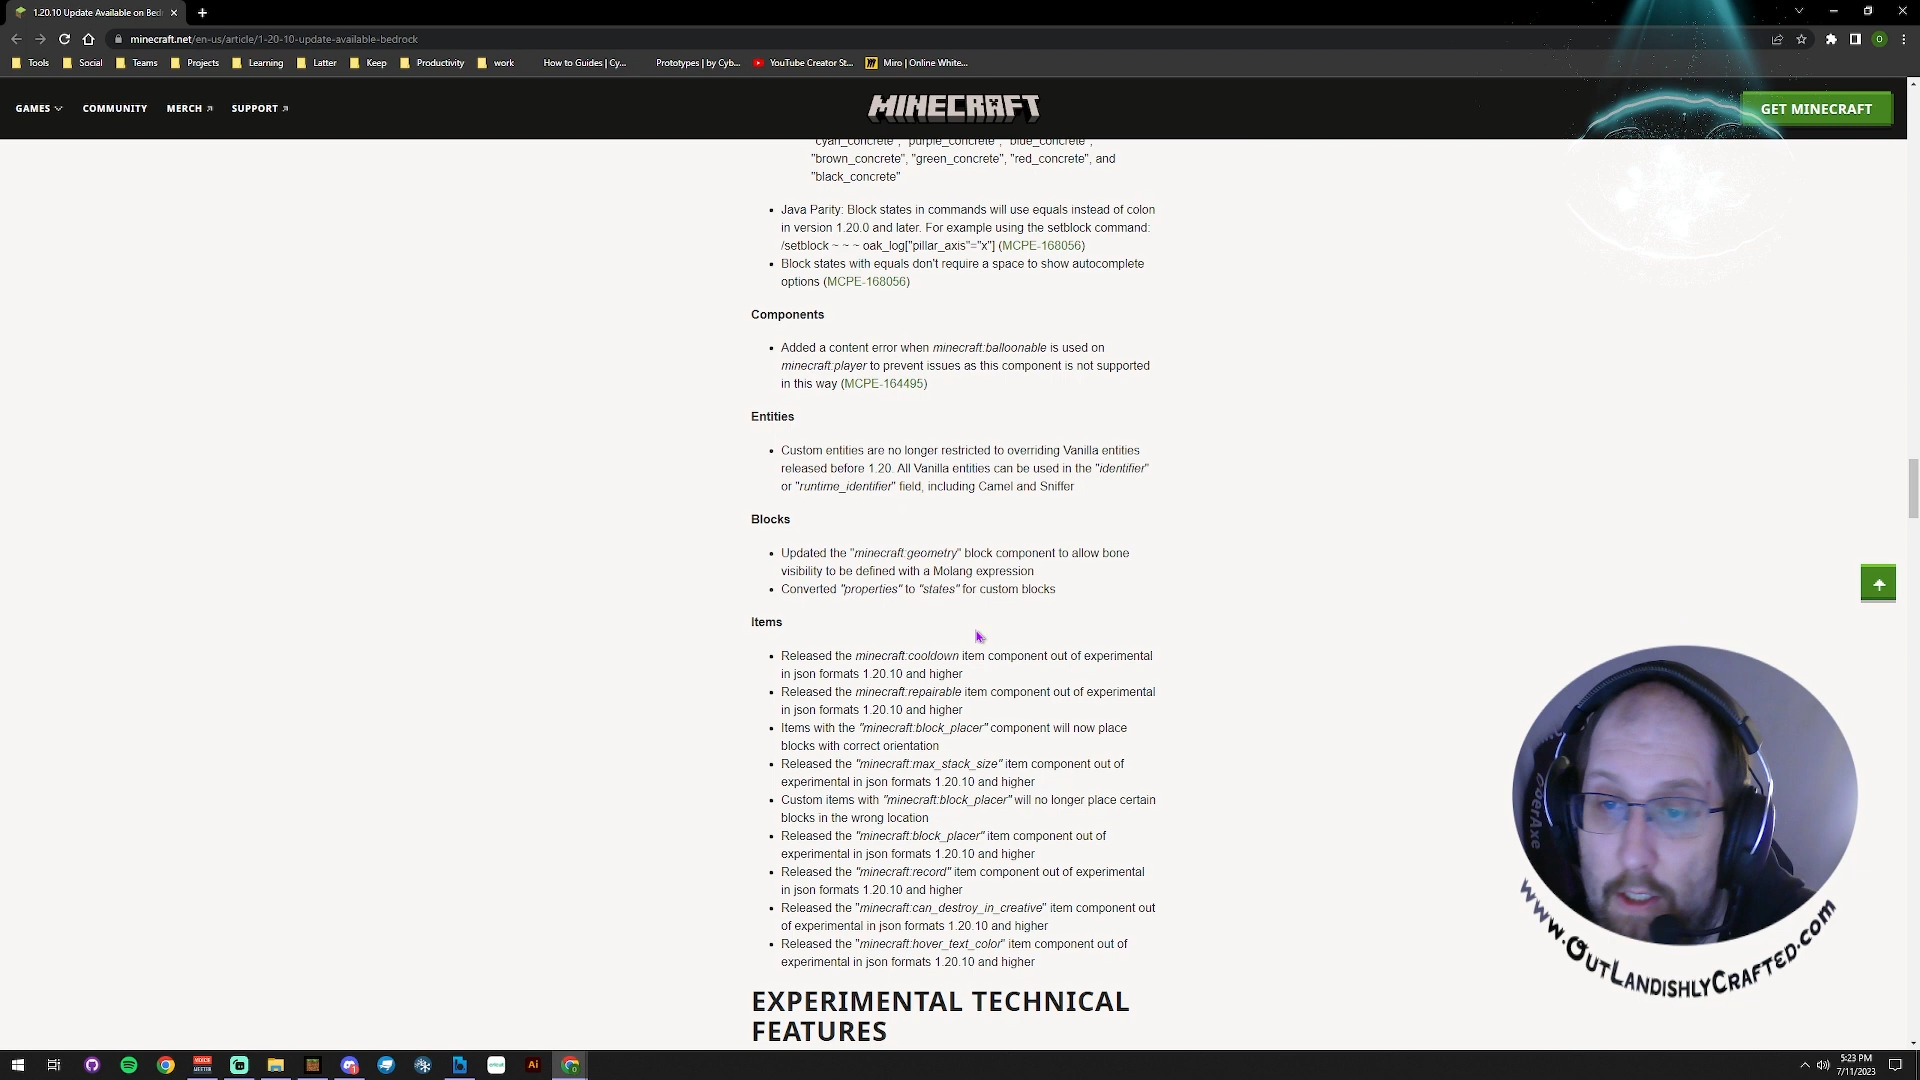 1.20.10 Update Available on Bedr
minecraft.net/en-us/article/1-20-10-update-available-bedrock
O
Tools Social Teams Projects Learning Latter Keep Productivity work How to Guides | Cy... Prototypes | by Cyb... YouTube Creator St... Miro | Online White...
GAMES COMMUNITY MERCH SUPPORT MINECRAFT GET MINECRAFT
"cyan_concrete", "purple_concrete", "blue_concrete",
"brown_concrete", "green_concrete", "red_concrete", and
"black_concrete"
• Java Parity: Block states in commands will use equals instead of colon
in version 1.20.0 and later. For example using the setblock command:
/setblock ~ ~ ~ oak_log["pillar_axis"="x"] (MCPE-168056)
• Block states with equals don't require a space to show autocomplete
options (MCPE-168056)
Components
• Added a content error when minecraft:balloonable is used on
minecraft:player to prevent issues as this component is not supported
in this way (MCPE-164495)
Entities
• Custom entities are no longer restricted to overriding Vanilla entities
released before 1.20. All Vanilla entities can be used in the "identifier"
or "runtime_identifier" field, including Camel and Sniffer
Blocks
• Updated the "minecraft:geometry" block component to allow bone
visibility to be defined with a Molang expression
• Converted "properties" to "states" for custom blocks
Items
• Released the minecraft:cooldown item component out of experimental
in json formats 1.20.10 and higher
• Released the minecraft:repairable item component out of experimental
in json formats 1.20.10 and higher
• Items with the "minecraft:block_placer" component will now place
blocks with correct orientation
• Released the "minecraft:max_stack_size" item component out of
experimental in json formats 1.20.10 and higher
• Custom items with "minecraft:block_placer" will no longer place certain
blocks in the wrong location
• Released the "minecraft:block_placer" item component out of
experimental in json formats 1.20.10 and higher
• Released the "minecraft:record" item component out of experimental
in json formats 1.20.10 and higher
• Released the "minecraft:can_destroy_in_creative" item component out
of experimental in json formats 1.20.10 and higher
• Released the "minecraft:hover_text_color" item component out of
experimental in json formats 1.20.10 and higher
EXPERIMENTAL TECHNICAL
FEATURES
www.OutLandishlyCrafted.com
Ai
5:23 PM
7/11/2023